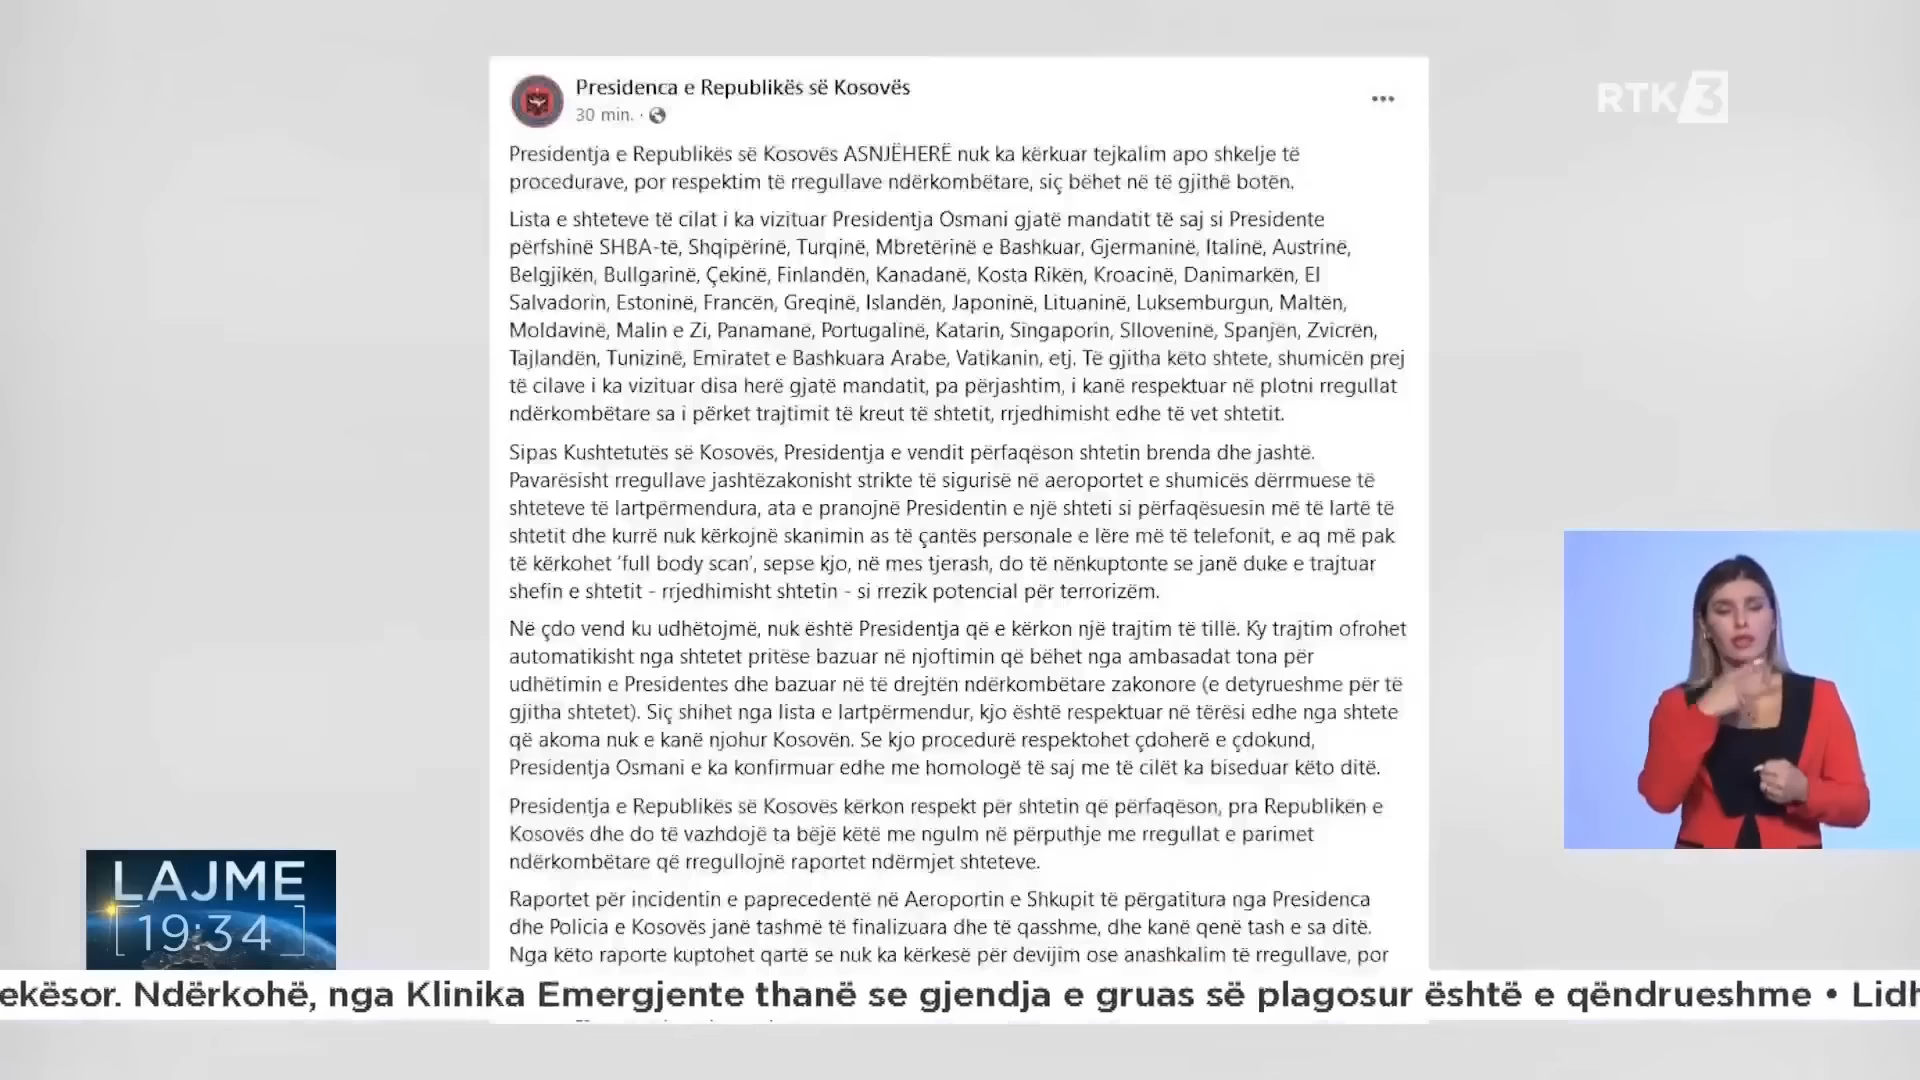 Presidenca e Republikës së Kosovës
30 min. ·
RTK 3
Presidentja e Republikës së Kosovës ASNJËHERË nuk ka kërkuar tejkalim apo shkelje të
procedurave, por respektim të rregullave ndërkombëtare, siç bëhet në të gjithë botën.
Lista e shteteve të cilat i ka vizituar Presidentja Osmani gjatë mandatit të saj si Presidente
përfshinë SHBA-të, Shqipërinë, Turqinë, Mbretërinë e Bashkuar, Gjermaninë, Italinë, Austrinë,
Belgjikën, Bullgarinë, Çekinë, Finlandën, Kanadanë, Kosta Rikën, Kroacinë, Danimarkën, El
Salvadorin, Estoninë, Francën, Greqinë, Islandën, Japoninë, Lituaninë, Luksemburgun, Maltën,
Moldavinë, Malin e Zi, Panamanë, Portugalinë, Katarin, Singaporin, Slloveninë, Spanjën, Zvicrën,
Tajlandën, Tunizinë, Emiratet e Bashkuara Arabe, Vatikanin, etj. Të gjitha këto shtete, shumicën prej
të cilave i ka vizituar disa herë gjatë mandatit, pa përjashtim, i kanë respektuar në plotni rregullat
ndërkombëtare sa i përket trajtimit të kreut të shtetit, rrjedhimisht edhe të vet shtetit.
Sipas Kushtetutës së Kosovës, Presidentja e vendit përfaqëson shtetin brenda dhe jashtë.
Pavarësisht rregullave jashtëzakonisht strikte të sigurisë në aeroportet e shumicës dërrmuese të
shteteve të lartpërmendura, ata e pranojnë Presidentin e një shteti si përfaqësuesin më të lartë të
shtetit dhe kurrë nuk kërkojnë skanimin as të çantës personale e lëre më të telefonit, e aq më pak
të kërkohet ‘full body scan’, sepse kjo, në mes tjerash, do të nënkuptonte se janë duke e trajtuar
shefin e shtetit - rrjedhimisht shtetin - si rrezik potencial për terrorizëm.
Në çdo vend ku udhëtojmë, nuk është Presidentja që e kërkon një trajtim të tillë. Ky trajtim ofrohet
automatikisht nga shtetet pritëse bazuar në njoftimin që bëhet nga ambasadat tona për
udhëtimin e Presidentes dhe bazuar në të drejtën ndërkombëtare zakonore (e detyrueshme për të
gjitha shtetet). Siç shihet nga lista e lartpërmendur, kjo është respektuar në tërësi edhe nga shtete
që akoma nuk e kanë njohur Kosovën. Se kjo procedurë respektohet çdoherë e çdokund,
Presidentja Osmani e ka konfirmuar edhe me homologë të saj me të cilët ka biseduar këto ditë.
Presidentja e Republikës së Kosovës kërkon respekt për shtetin që përfaqëson, pra Republikën e
Kosovës dhe do të vazhdojë ta bëjë këtë me ngulm në përputhje me rregullat e parimet
ndërkombëtare që rregullojnë raportet ndërmjet shteteve.
Raportet për incidentin e paprecedentë në Aeroportin e Shkupit të përgatitura nga Presidenca
dhe Policia e Kosovës janë tashmë të finalizuara dhe të qasshme, dhe kanë qenë tash e sa ditë.
Nga këto raporte kuptohet qartë se nuk ka kërkesë për devijim ose anashkalim të rregullave, por
LAJME
19:34
ekësor. Ndërkohë, nga Klinika Emergjente thanë se gjendja e gruas së plagosur është e qëndrueshme • Lidh